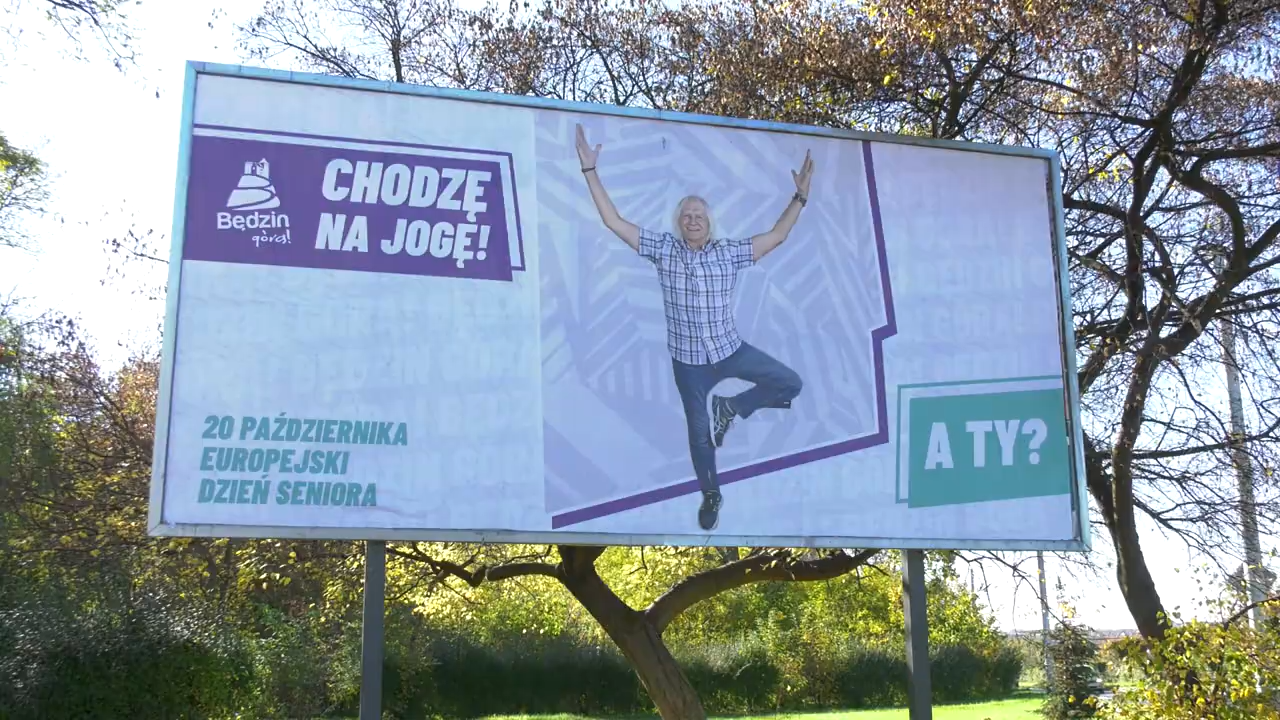 Będzin
górą!
CHODZĘ
NA JOGĘ!
20 PAŹDZIERNIKA
EUROPEJSKI
DZIEŃ SENIORA
A TY?